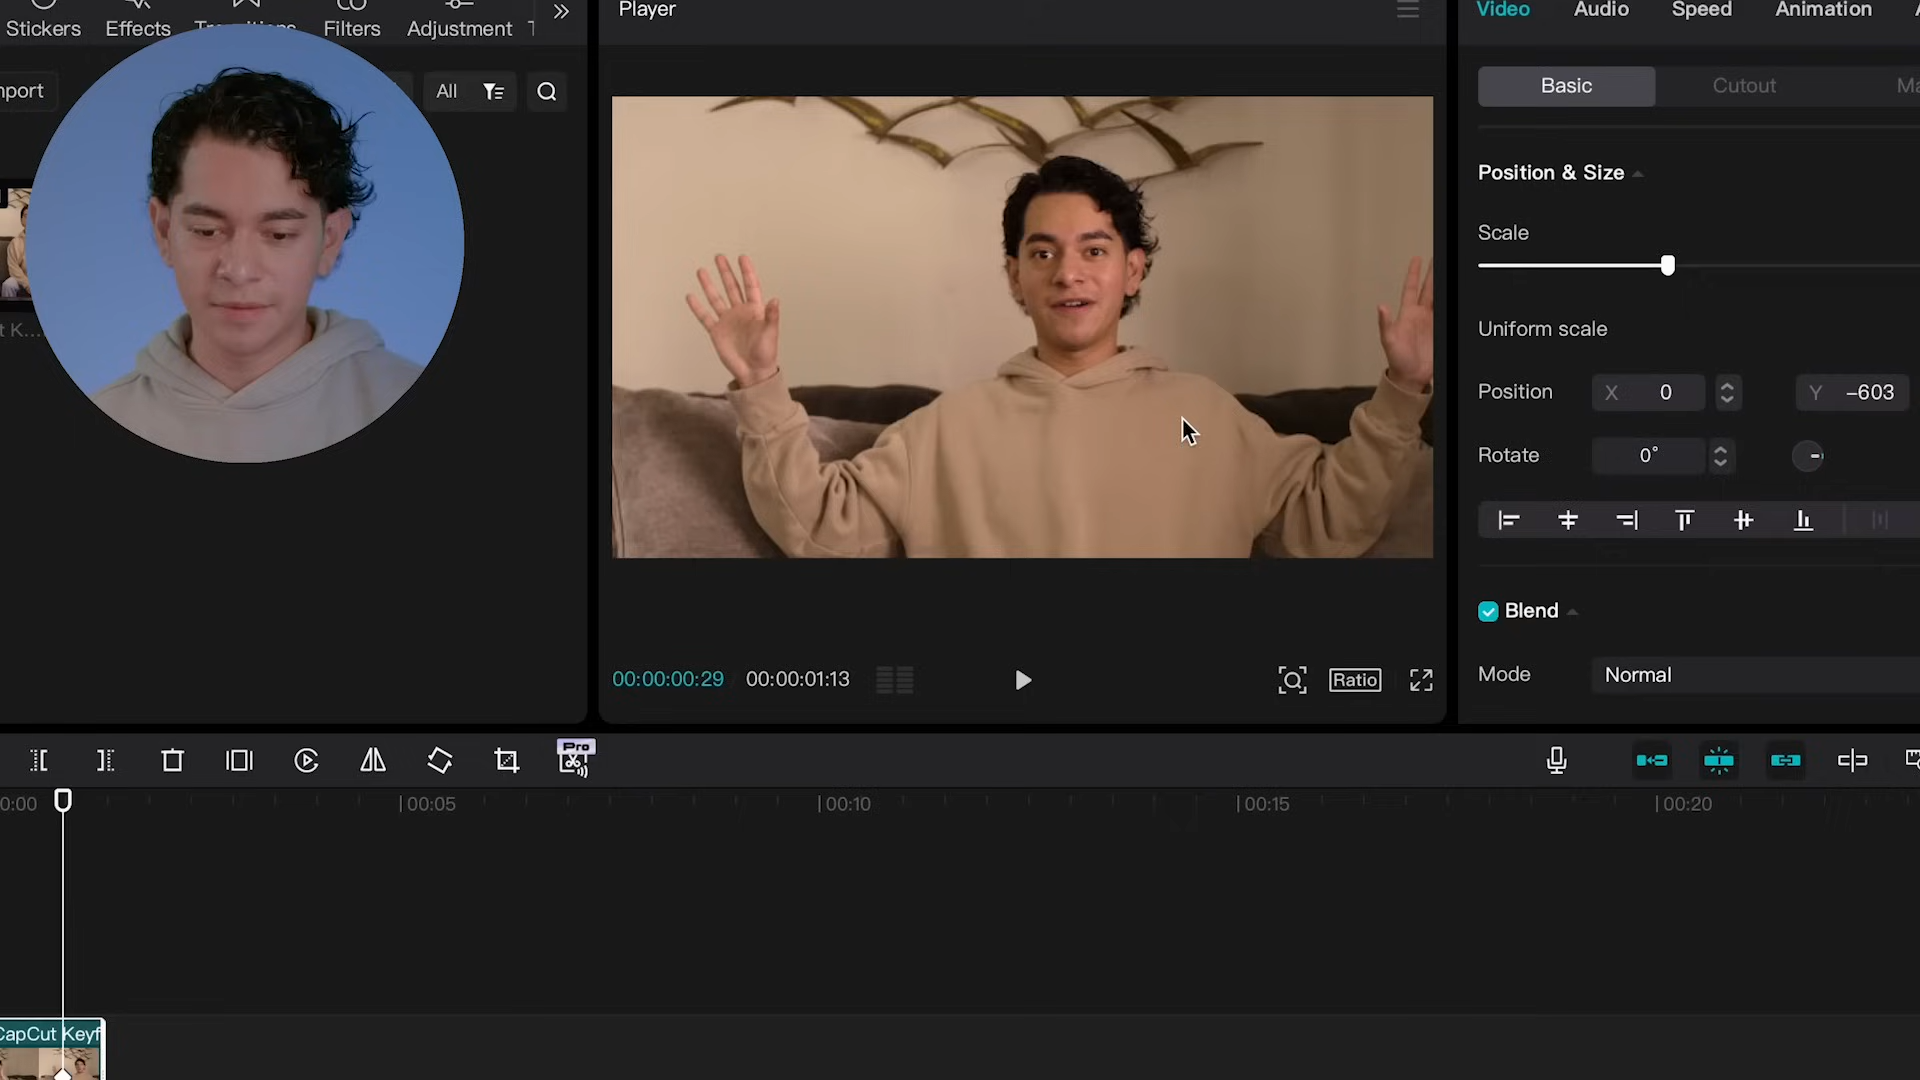 Stickers Effects Filters Adjustment
Player
Video Audio Speed Animation
All
Basic Cutout
Position & Size
Scale
Uniform scale
Position X 0 Y -603
Rotate 0°
Blend
Mode Normal
00:00:00:29 00:00:01:13
Ratio
Pro
0:00 00:05 00:10 00:15 00:20
CapCut Keyf